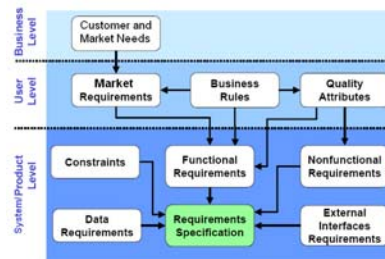 Business
Level
Customer and
Market Needs
User
Level
Market
Requirements
Business
Rules
Quality
Attributes
System/Product
Level
Constraints
Functional
Requirements
Nonfunctional
Requirements
Data
Requirements
Requirements
Specification
External
Interfaces
Requirements